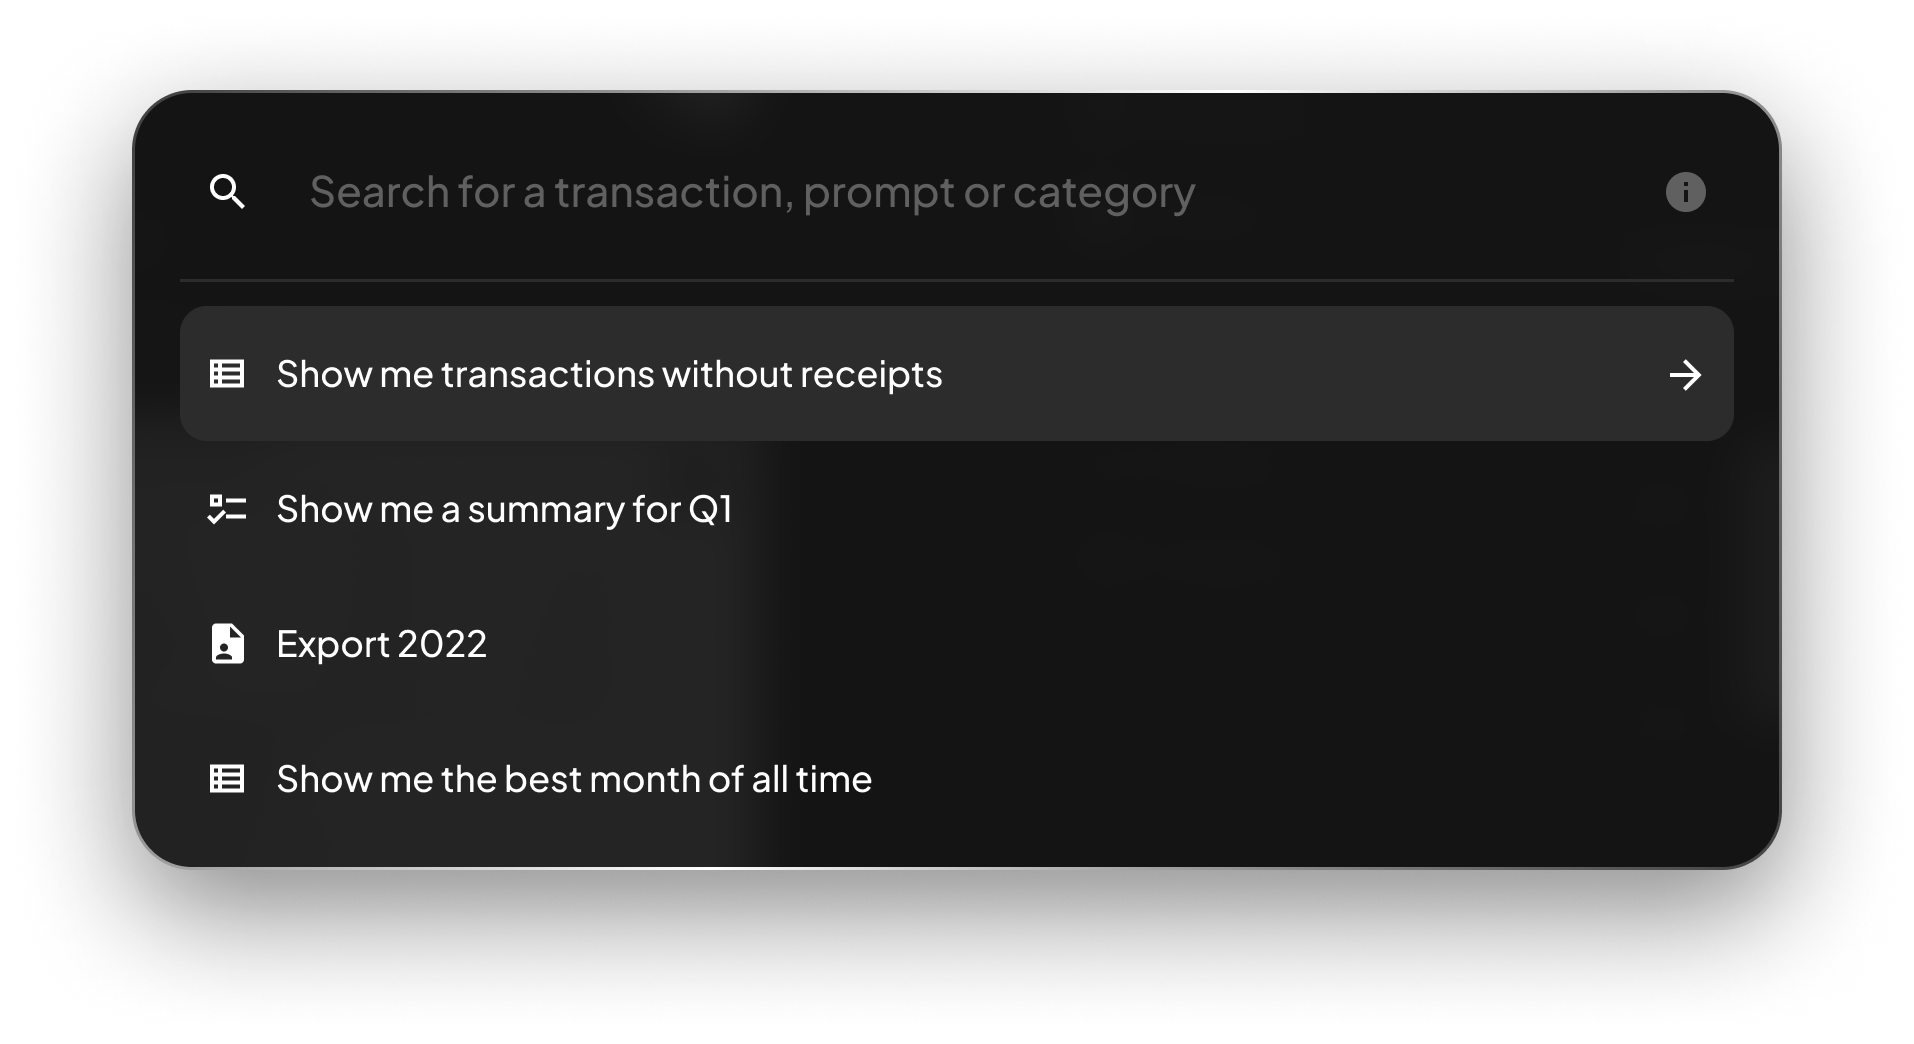 Search for a transaction, prompt or category
Show me transactions without receipts
Show me a summary for Q1
Export 2022
Show me the best month of all time